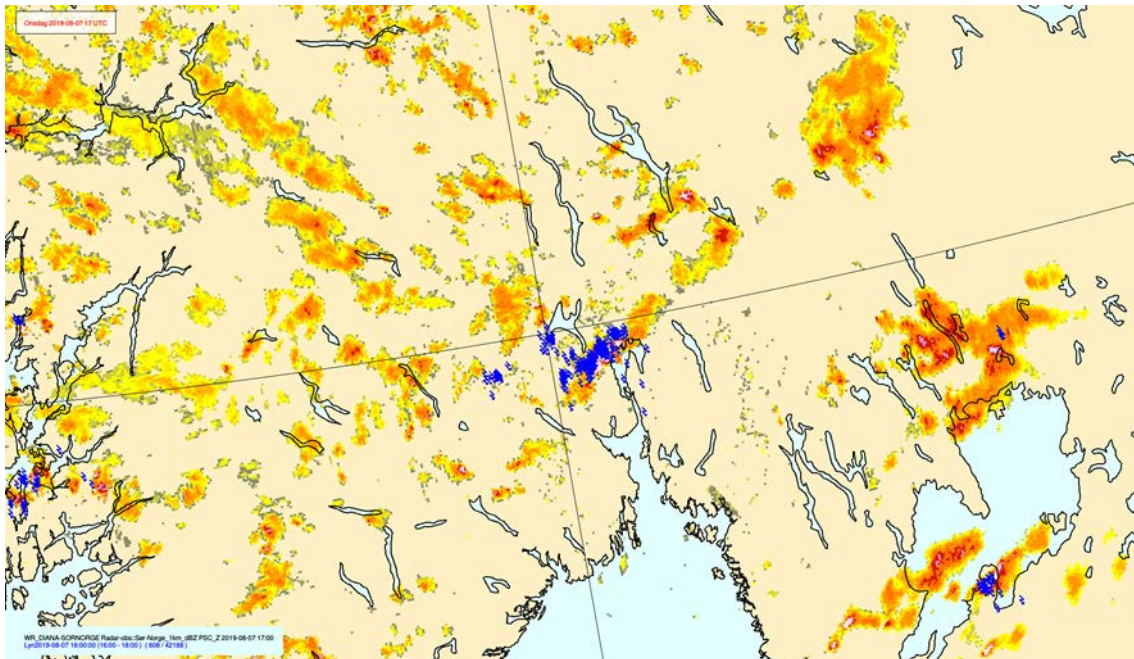 Onsdag 2019-08-07 17 UTC
WR_DIANA-SORNORGE Radar-obs::Sør-Norge_1km_dBZ PSC_Z 2019-08-07 17:00
Lyn2019-08-07 16:00:00 (16:00 - 18:00 ) ( 608 / 42188 )